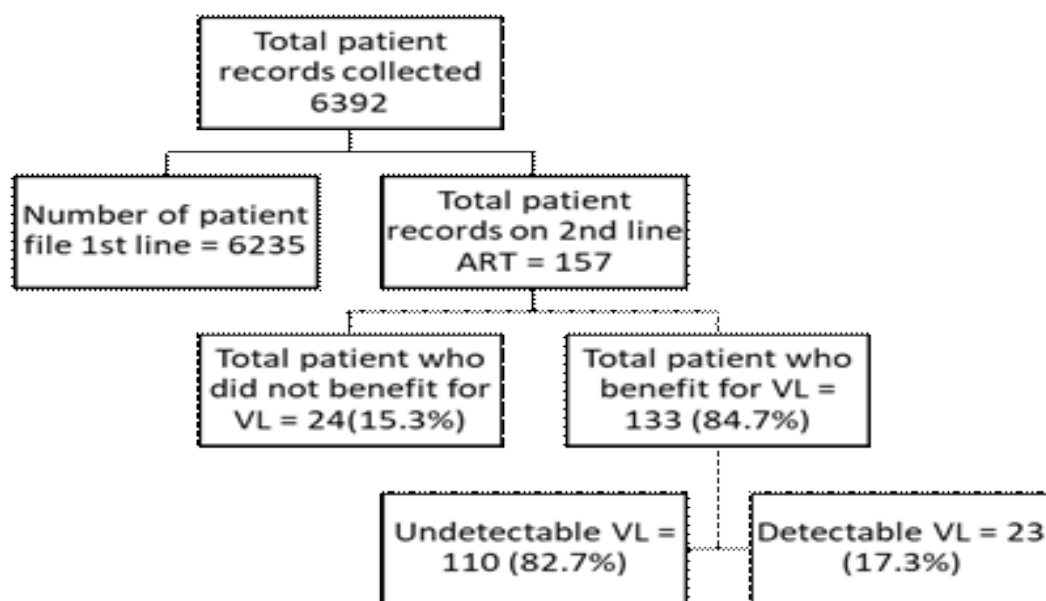 Total patient
records collected
6392
Number of patient
file 1st line = 6235
Total patient
records on 2nd line
ART = 157
Total patient who
did not benefit for
VL = 24(15.3%)
Total patient who
benefit for VL =
133 (84.7%)
Undetectable VL =
110 (82.7%)
Detectable VL = 23
(17.3%)